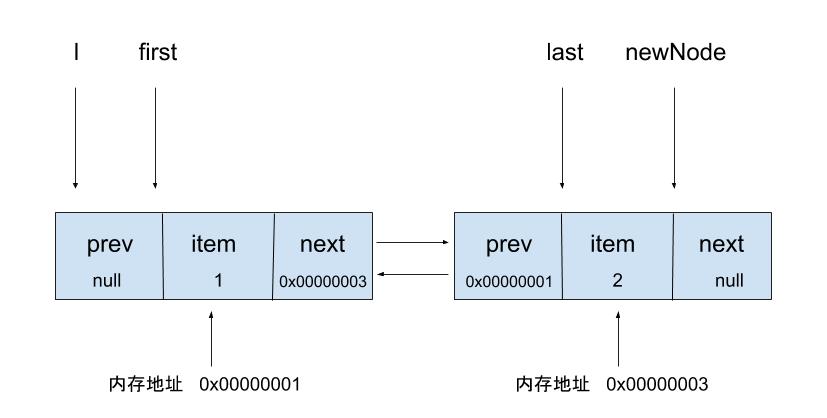 l first last newNode
prev item next prev item next
null 1 0x00000003 0x00000001 2 null
内存地址 0x00000001 内存地址 0x00000003